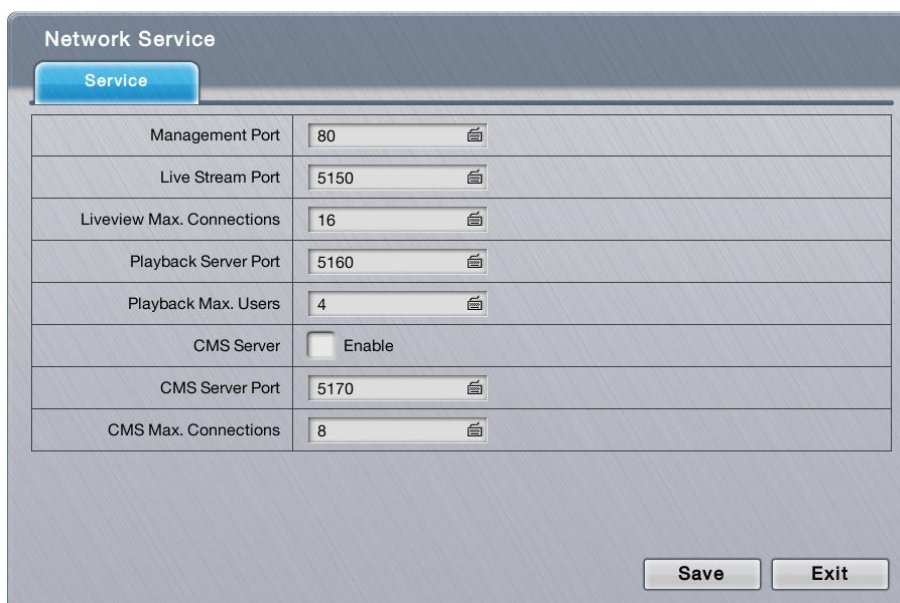 Network Service
Service
Management Port 80
Live Stream Port 5150
Liveview Max. Connections 16
Playback Server Port 5160
Playback Max. Users 4
CMS Server Enable
CMS Server Port 5170
CMS Max. Connections 8
Save Exit